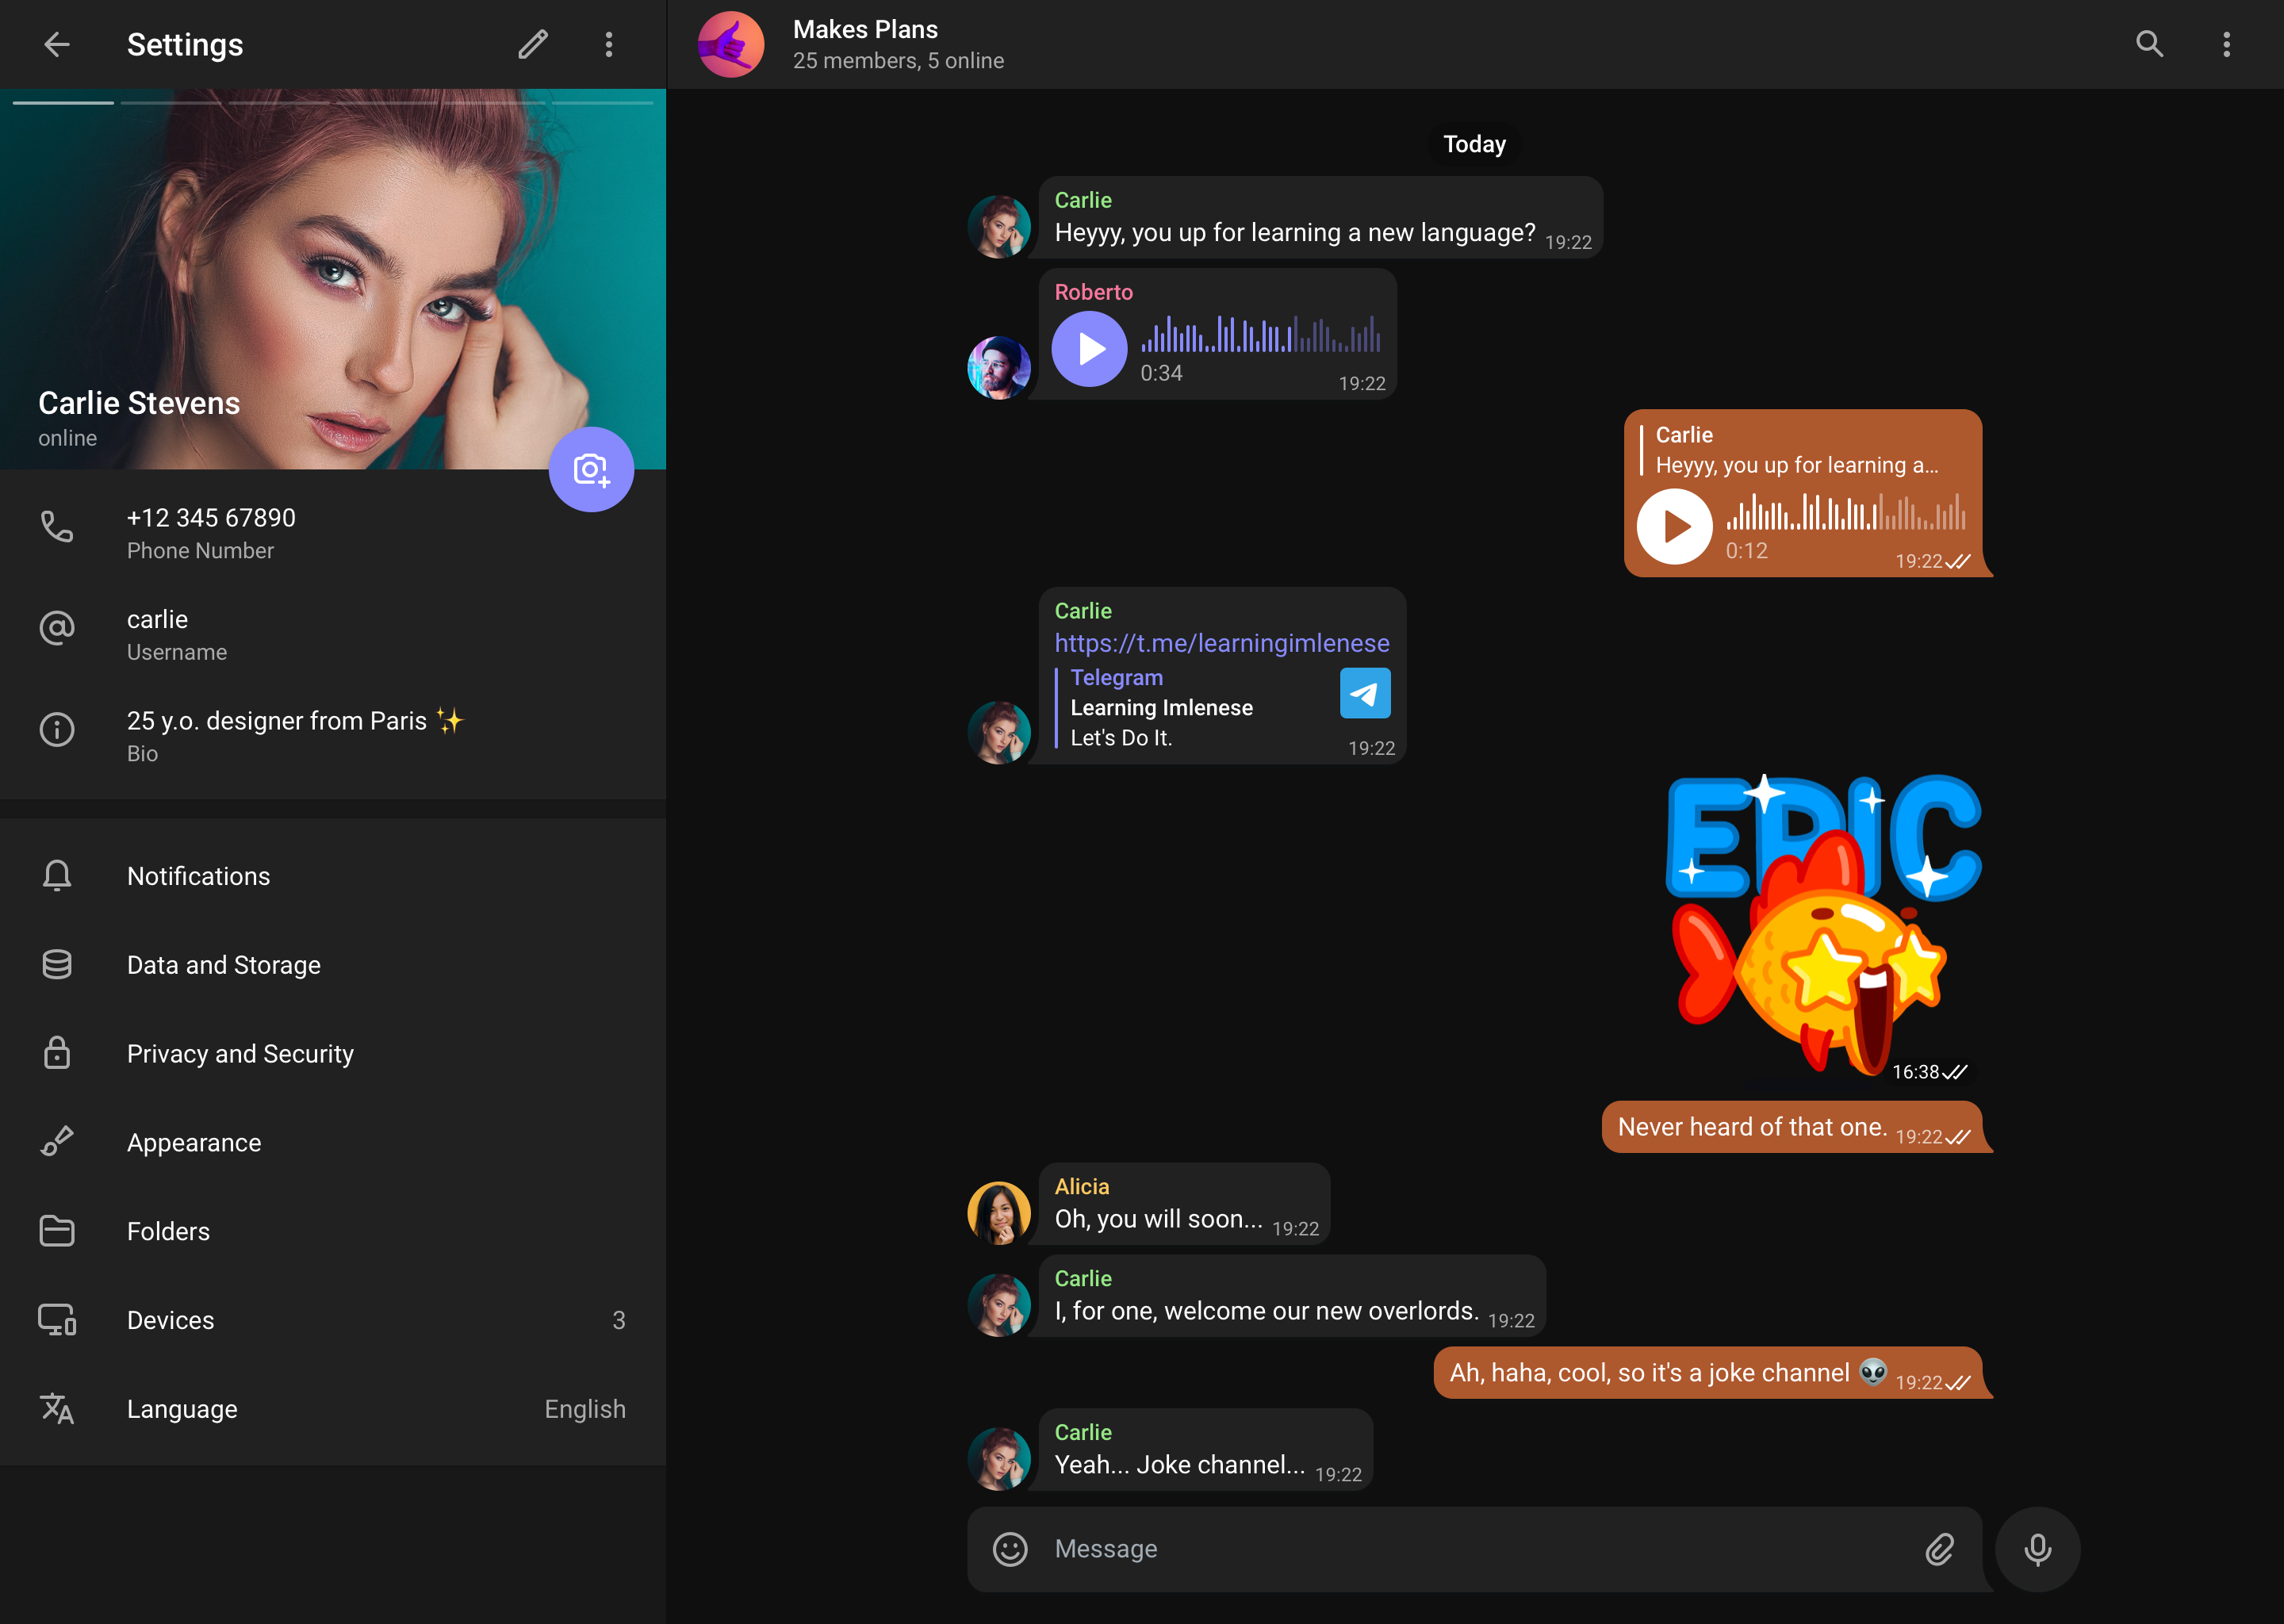 Settings
Carlie Stevens
online
+12 345 67890
Phone Number
carlie
Username
25 y.o. designer from Paris ✨
Bio
Notifications
Data and Storage
Privacy and Security
Appearance
Folders
Devices 3
Language English
Makes Plans
25 members, 5 online
Today
Carlie
Heyyy, you up for learning a new language? 19:22
Roberto
0:34 19:22
Carlie
Heyyy, you up for learning a...
0:12 19:22
Carlie
https://t.me/learningimlenese
Telegram
Learning Imlenese
Let's Do It. 19:22
EPIC
16:38
Never heard of that one. 19:22
Alicia
Oh, you will soon... 19:22
Carlie
I, for one, welcome our new overlords. 19:22
Ah, haha, cool, so it's a joke channel 👽 19:22
Carlie
Yeah... Joke channel... 19:22
Message